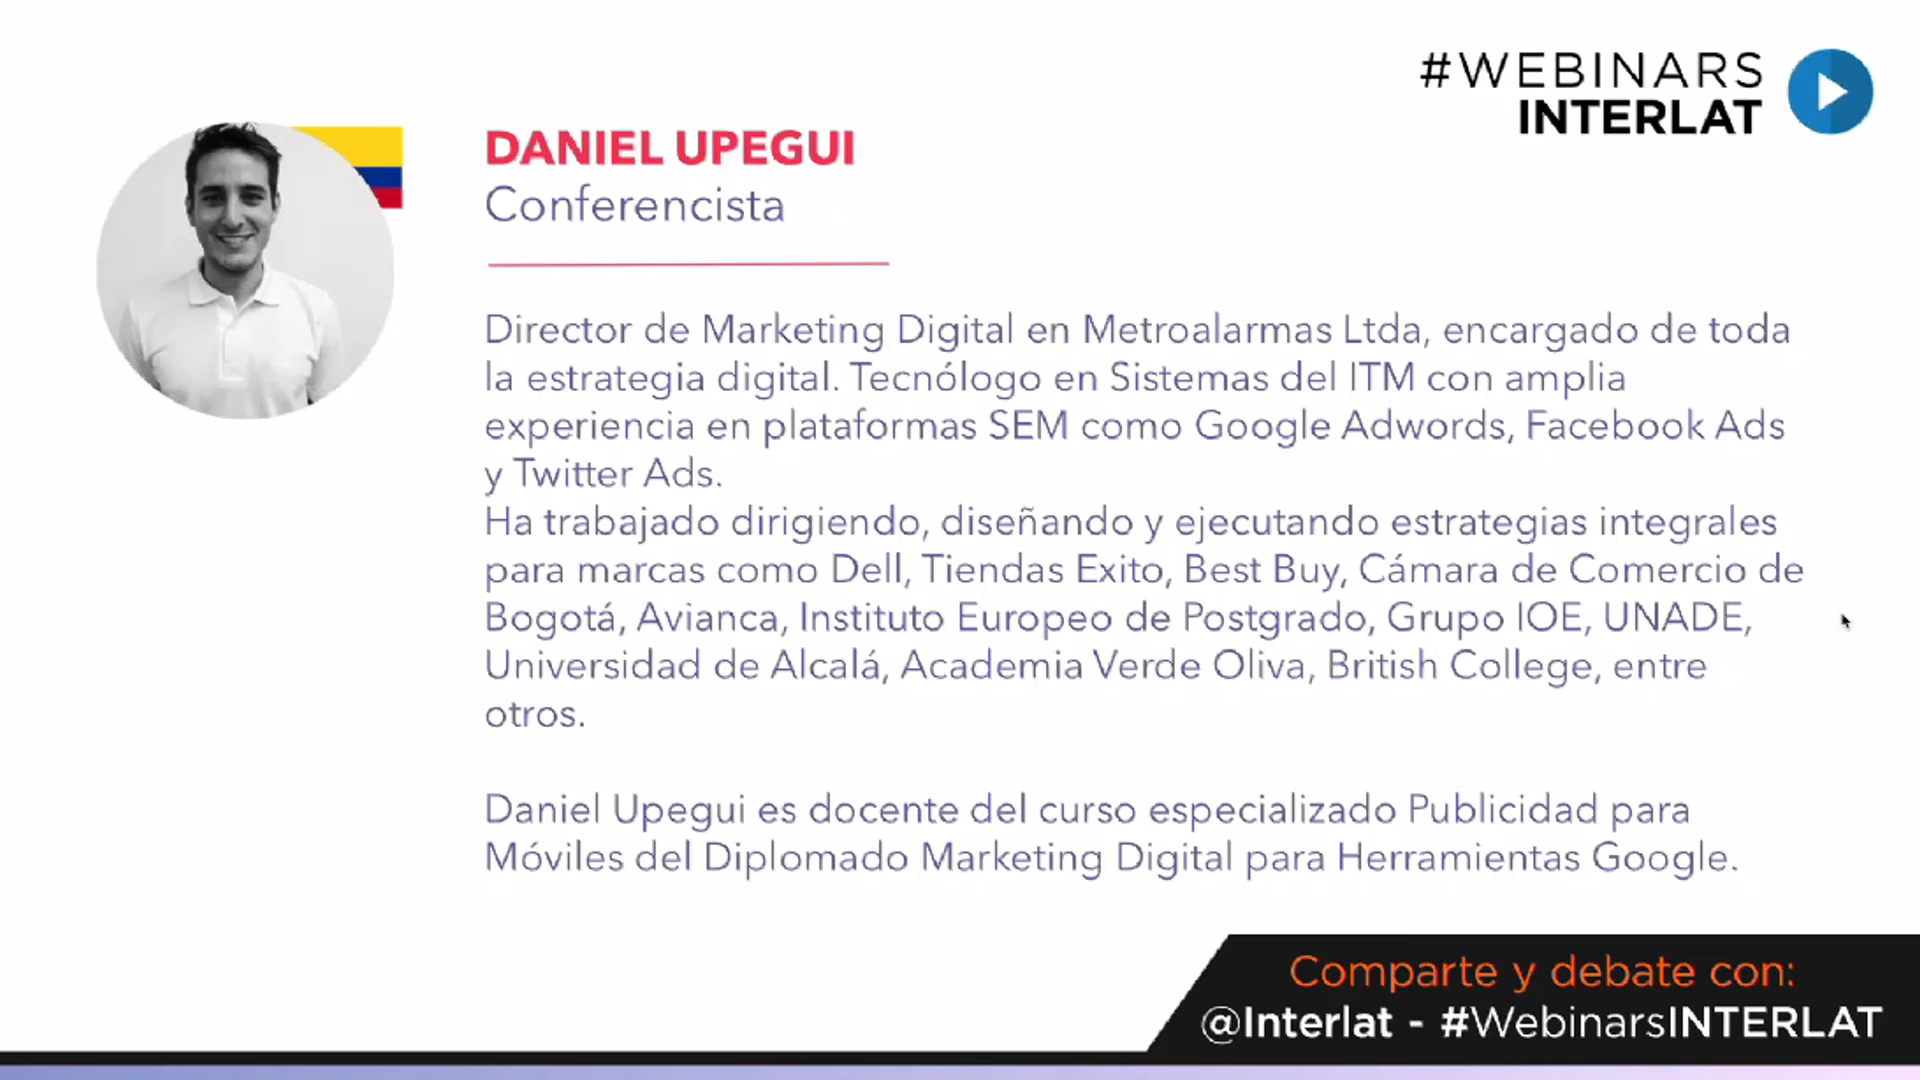 #WEBINARS
INTERLAT
DANIEL UPEGUI
Conferencista
Director de Marketing Digital en Metroalarmas Ltda, encargado de toda
la estrategia digital. Tecnólogo en Sistemas del ITM con amplia
experiencia en plataformas SEM como Google Adwords, Facebook Ads
y Twitter Ads.
Ha trabajado dirigiendo, diseñando y ejecutando estrategias integrales
para marcas como Dell, Tiendas Exito, Best Buy, Cámara de Comercio de
Bogotá, Avianca, Instituto Europeo de Postgrado, Grupo IOE, UNADE,
Universidad de Alcalá, Academia Verde Oliva, British College, entre
otros.
Daniel Upegui es docente del curso especializado Publicidad para
Móviles del Diplomado Marketing Digital para Herramientas Google.
Comparte y debate con:
@Interlat - #WebinarsINTERLAT